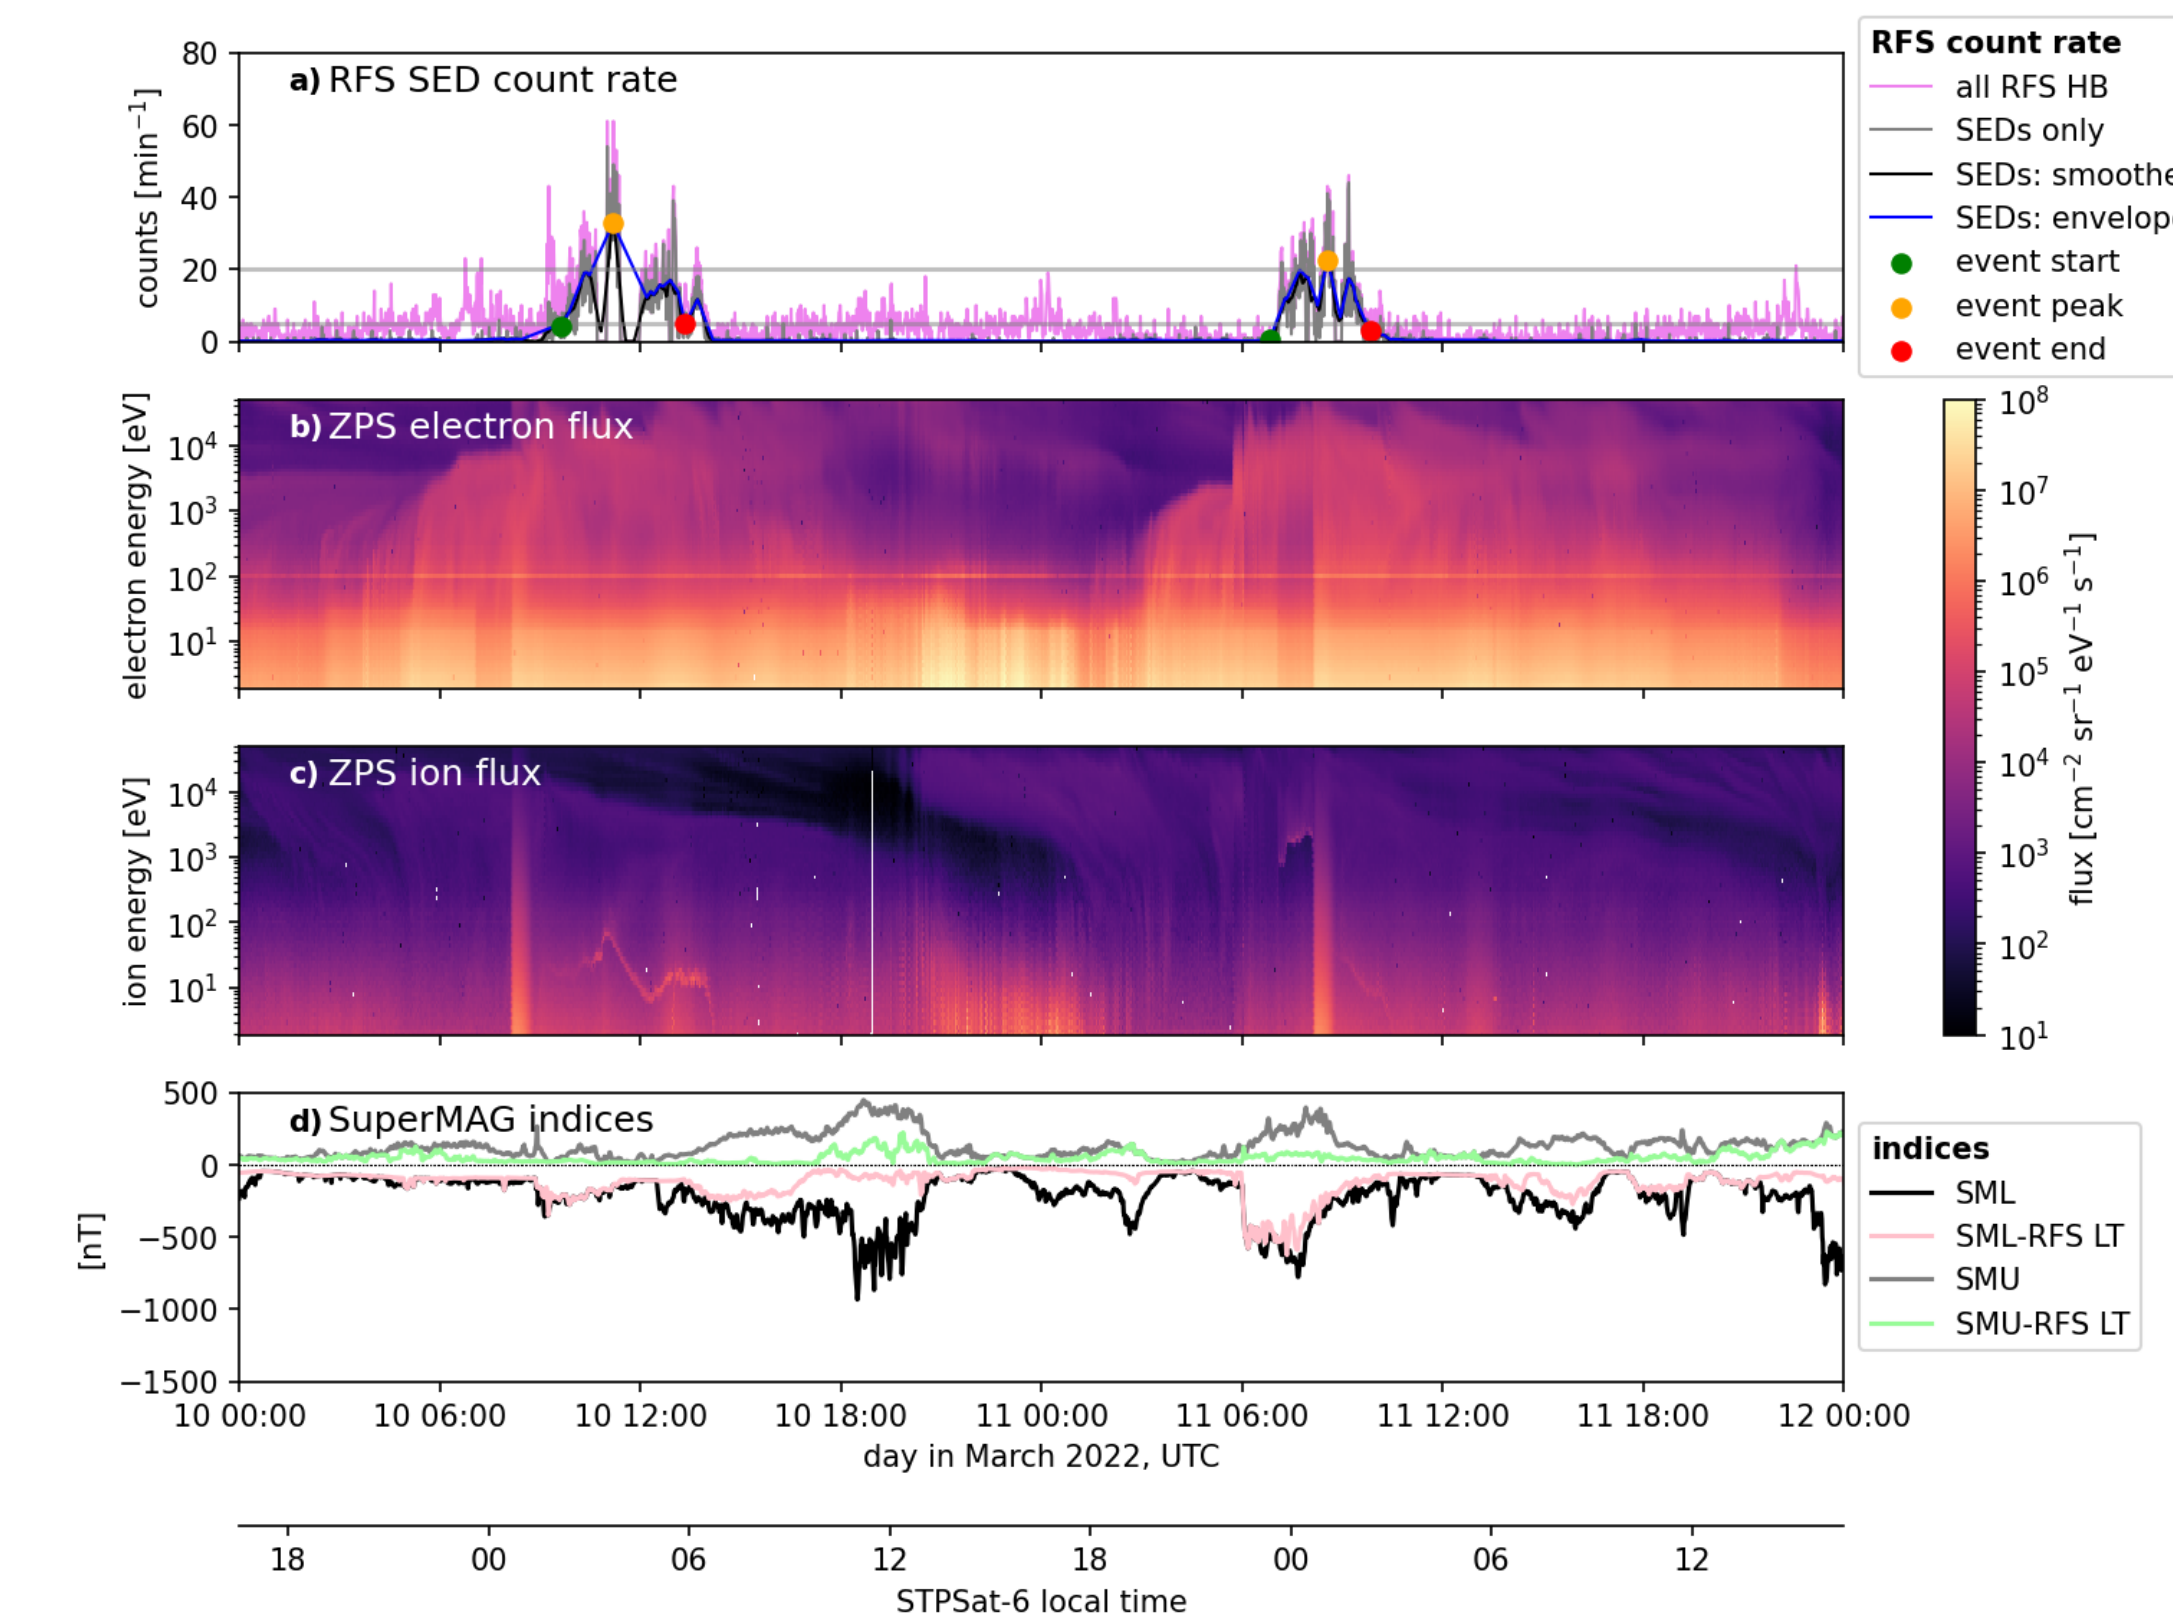 a) RFS SED count rate
counts [min⁻¹]
80
60
40
20
0
RFS count rate
all RFS HB
SEDs only
SEDs: smoothe
SEDs: envelop
event start
event peak
event end
b) ZPS electron flux
electron energy [eV]
10⁴
10³
10²
10¹
c) ZPS ion flux
ion energy [eV]
10⁴
10³
10²
10¹
10⁸
10⁷
10⁶
10⁵
10⁴
10³
10²
10¹
flux [cm⁻² sr⁻¹ eV⁻¹ s⁻¹]
d) SuperMAG indices
[nT]
500
0
−500
−1000
−1500
indices
SML
SML-RFS LT
SMU
SMU-RFS LT
10 00:00 10 06:00 10 12:00 10 18:00 11 00:00 11 06:00 11 12:00 11 18:00 12 00:00
day in March 2022, UTC
18 00 06 12 18 00 06 12
STPSat-6 local time